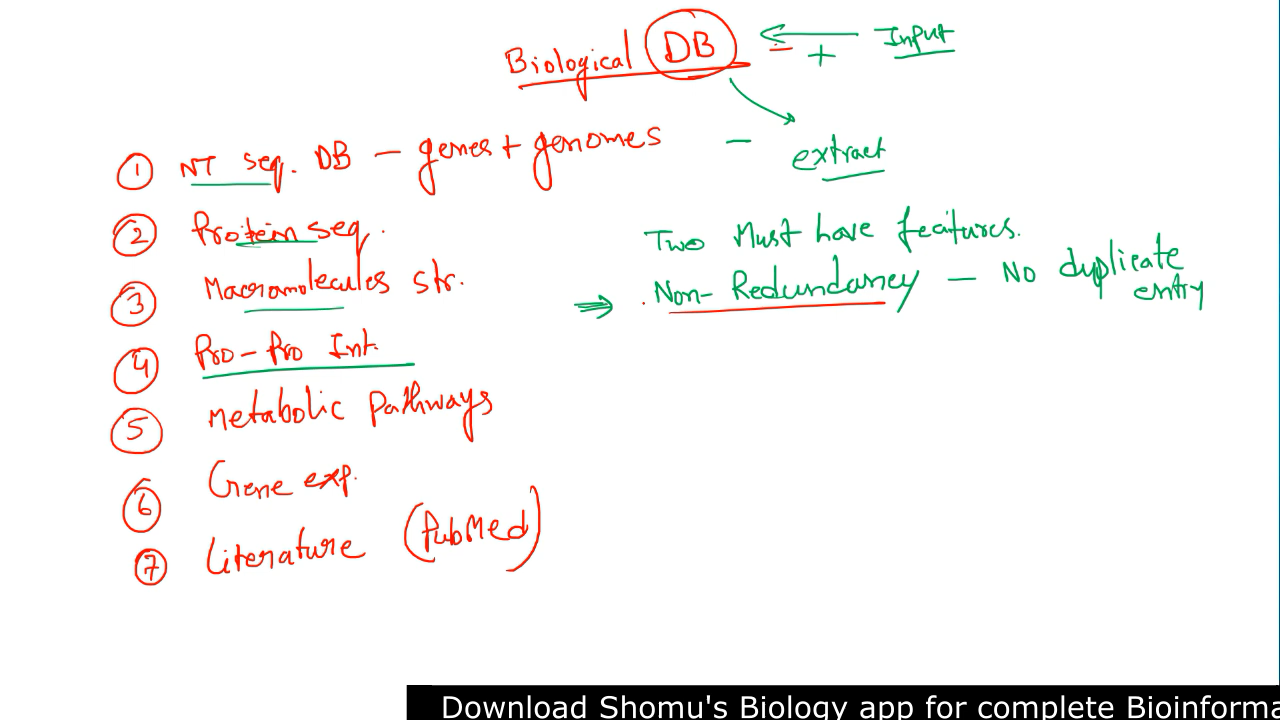 Biological DB ← + Input
extract
① NT seq. DB – genes + genomes –
② Protein seq.
③ Macromolecules str.
④ Pro - Pro Int.
⑤ Metabolic Pathways
⑥ Gene exp.
⑦ Literature (PubMed)
Two Must have features.
⇒ . Non-Redundancy – No duplicate
entry
Download Shomu's Biology app for complete Bioinforma